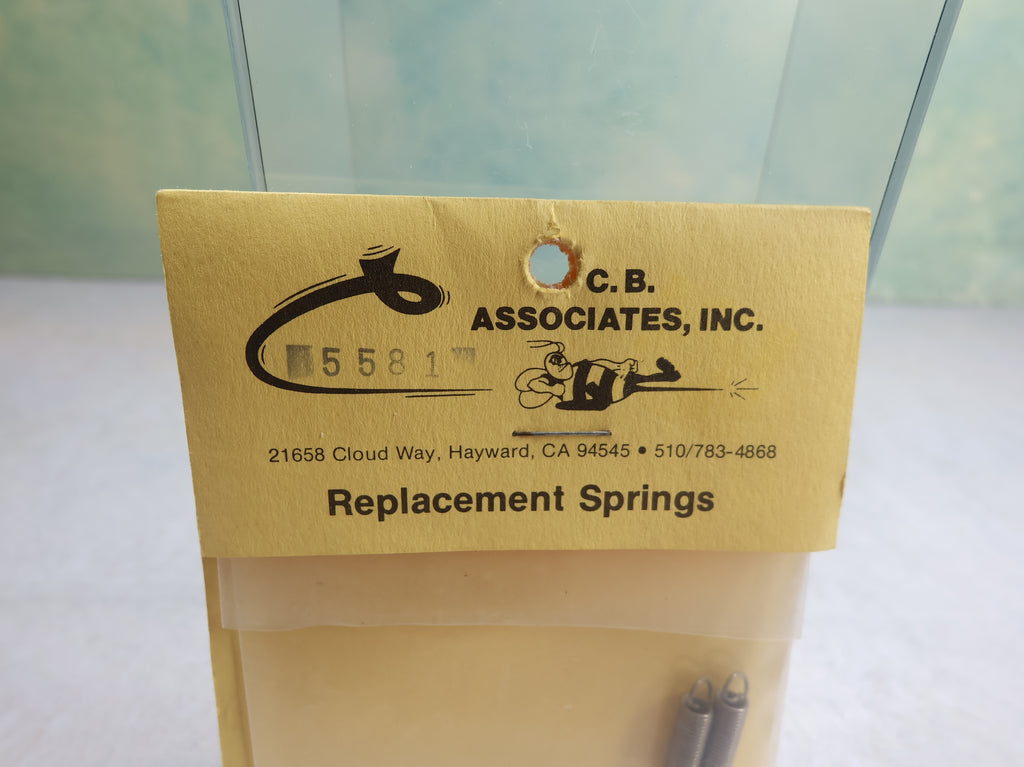 C. B.
ASSOCIATES, INC.
5581
21658 Cloud Way, Hayward, CA 94545 • 510/783-4868
Replacement Springs